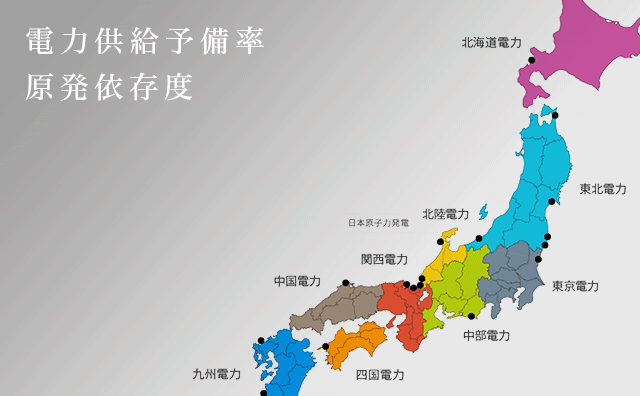 電力供給予備率
原発依存度
北海道電力
東北電力
北陸電力
日本原子力発電
関西電力
中国電力
東京電力
中部電力
九州電力
四国電力